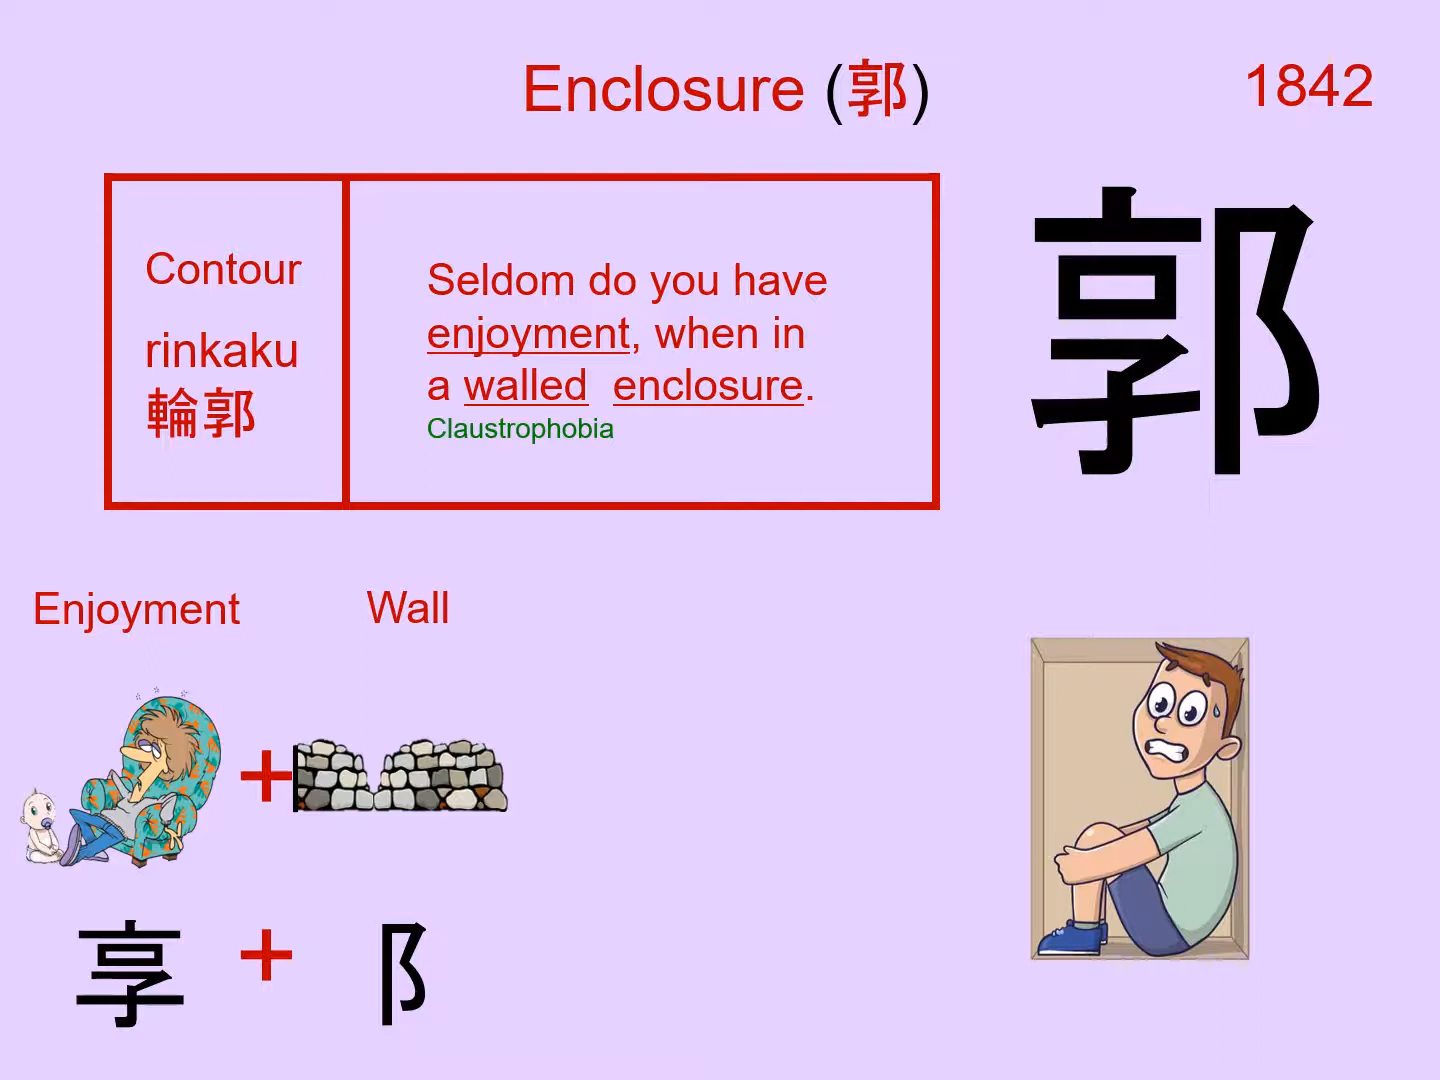 Enclosure (郭)
1842
Contour
rinkaku
輪郭
Seldom do you have
enjoyment, when in
a walled enclosure.
Claustrophobia
郭
Enjoyment
Wall
+
享 + 阝